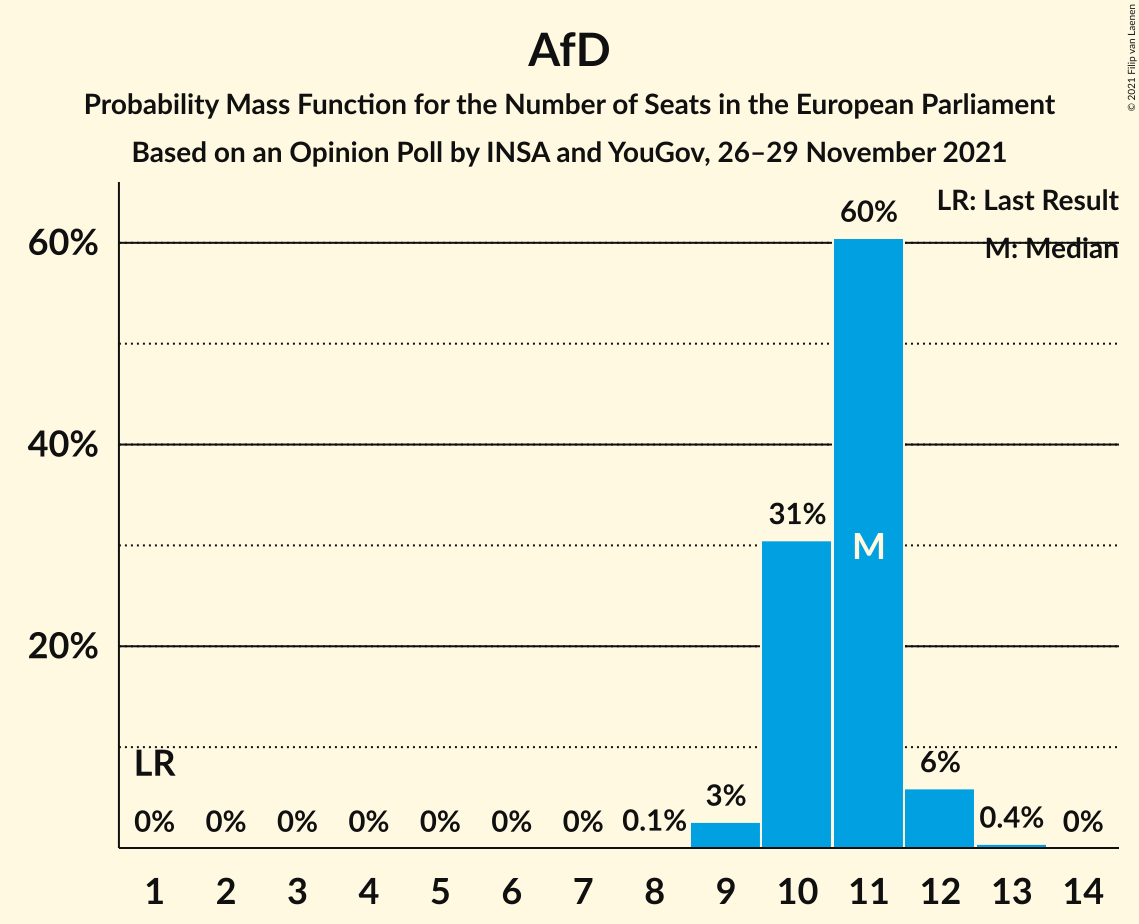 AfD
Probability Mass Function for the Number of Seats in the European Parliament
Based on an Opinion Poll by INSA and YouGov, 26–29 November 2021
© 2021 Filip van Laenen
LR: Last Result
M: Median
60%
40%
20%
60%
31%
M
LR
0% 0% 0% 0% 0% 0% 0% 0.1% 3% 6% 0.4% 0%
1 2 3 4 5 6 7 8 9 10 11 12 13 14